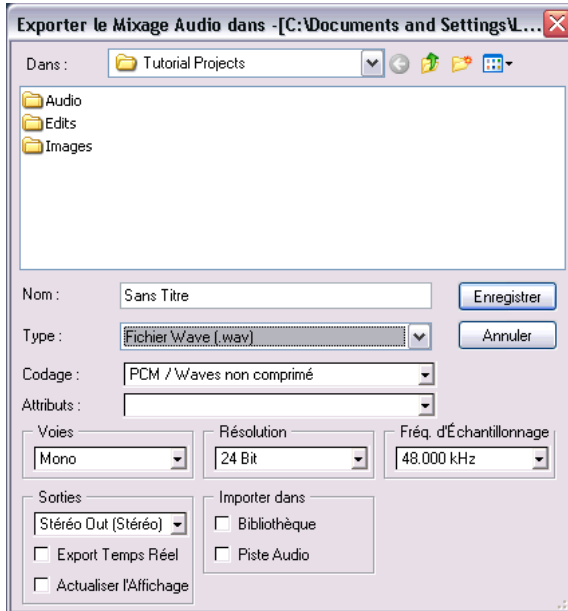 Exporter le Mixage Audio dans -[C:\Documents and Settings\L...
Dans : Tutorial Projects
Audio
Edits
Images
Nom : Sans Titre Enregistrer
Type : Fichier Wave (.wav) Annuler
Codage : PCM / Waves non comprimé
Attributs :
Voies Résolution Fréq. d'Échantillonnage
Mono 24 Bit 48.000 kHz
Sorties Importer dans
Stéréo Out (Stéréo) Bibliothèque
Export Temps Réel Piste Audio
Actualiser l'Affichage